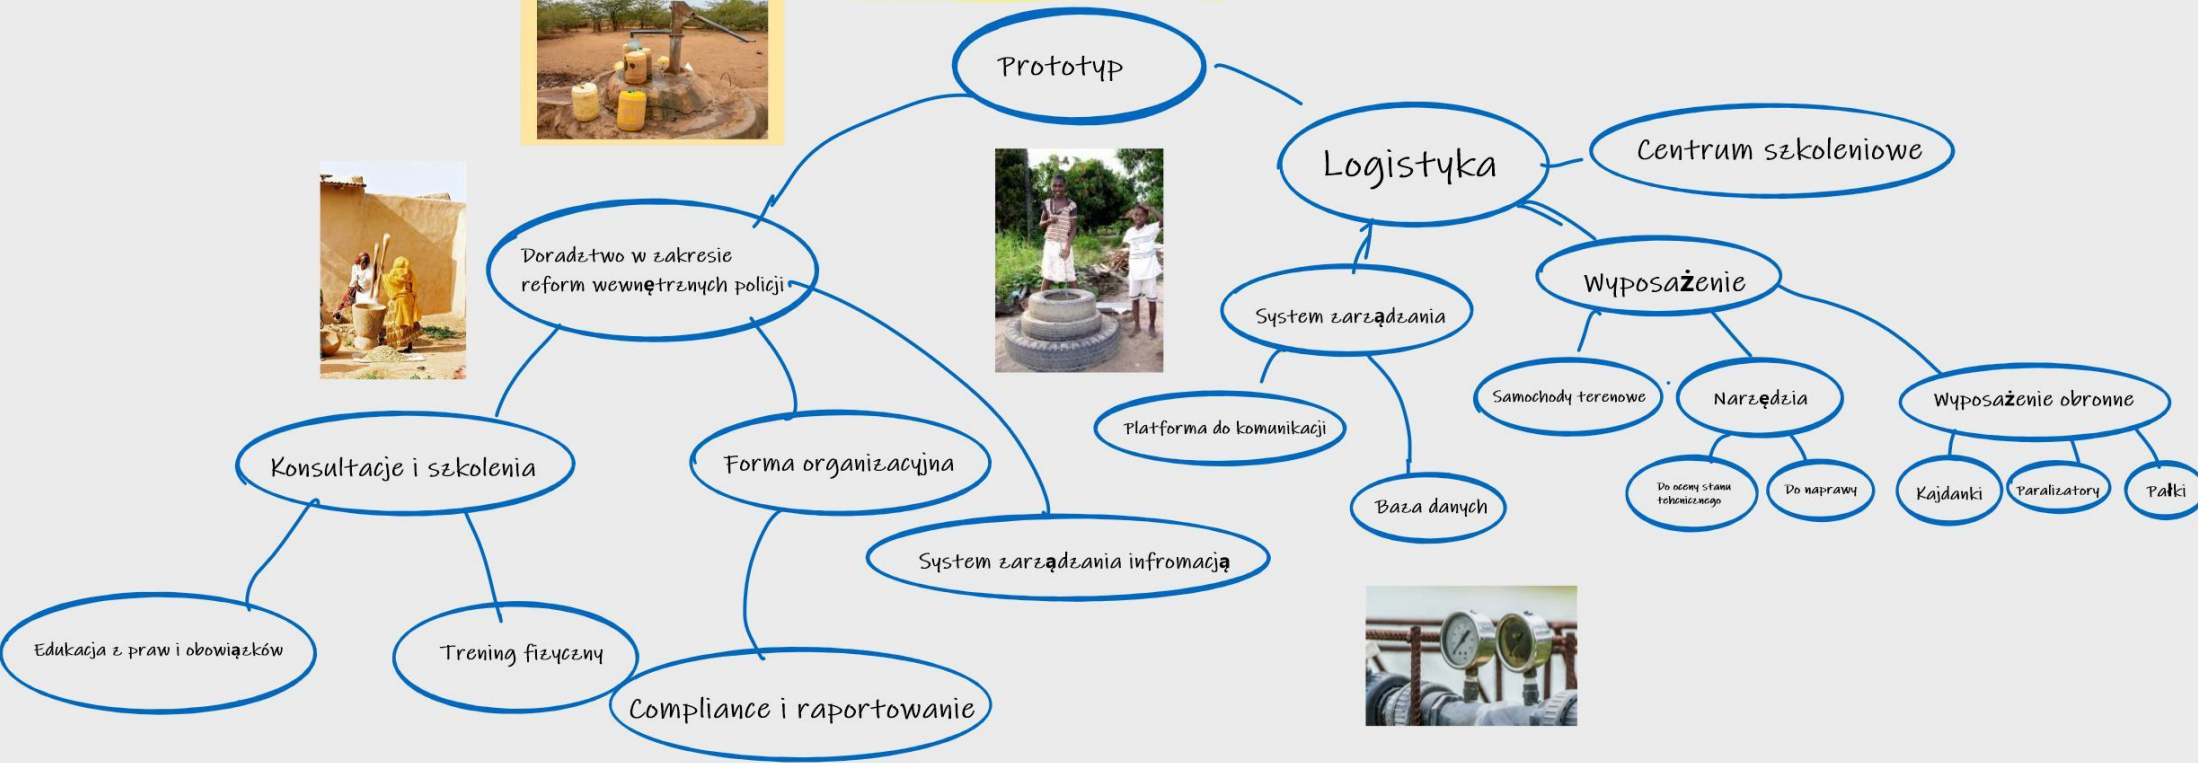 Prototyp
Logistyka
Centrum szkoleniowe
Doradztwo w zakresie
reform wewnętrznych policji
System zarządzania
Wyposażenie
Platforma do komunikacji
Baza danych
Samochody terenowe
Narzędzia
Wyposażenie obronne
Do oceny stanu
tehcnicznego
Do naprawy
Kajdanki
Paralizatory
Pałki
Konsultacje i szkolenia
Forma organizacyjna
System zarządzania infromacją
Edukacja z praw i obowiązków
Trening fizyczny
Compliance i raportowanie